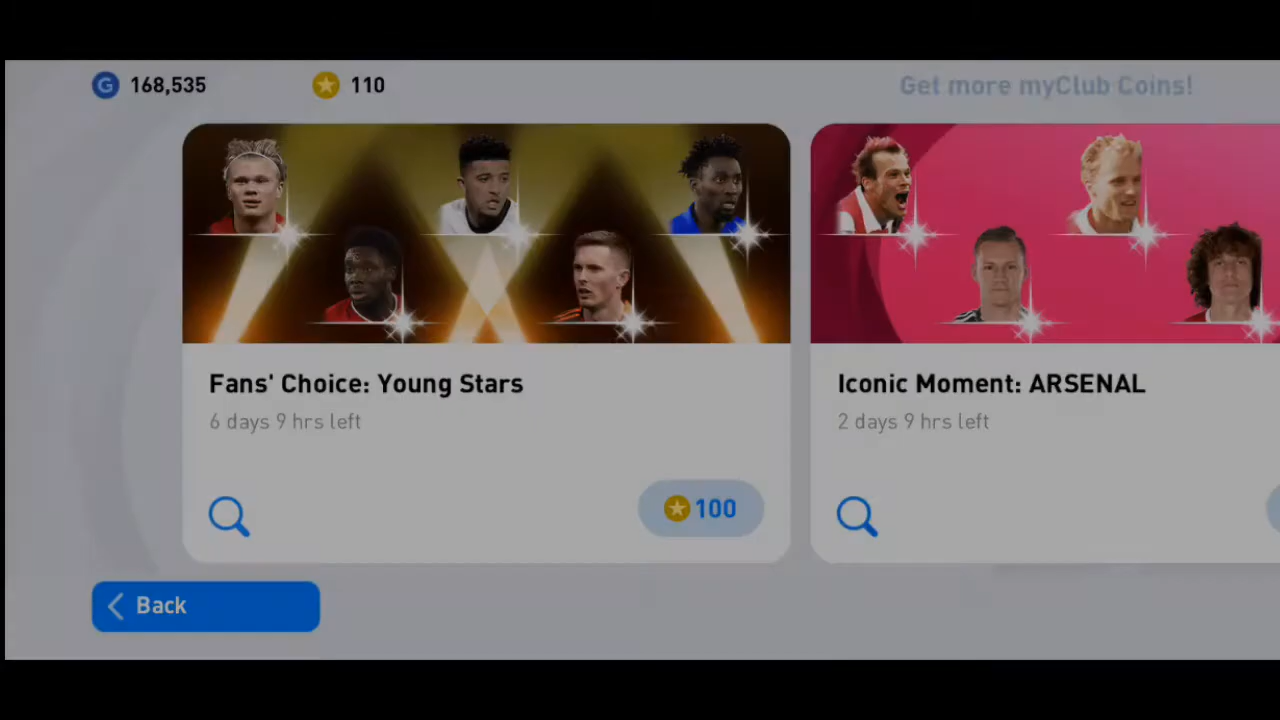 G 168,535
110
Get more myClub Coins!
Fans' Choice: Young Stars
6 days 9 hrs left
100
Iconic Moment: ARSENAL
2 days 9 hrs left
Back